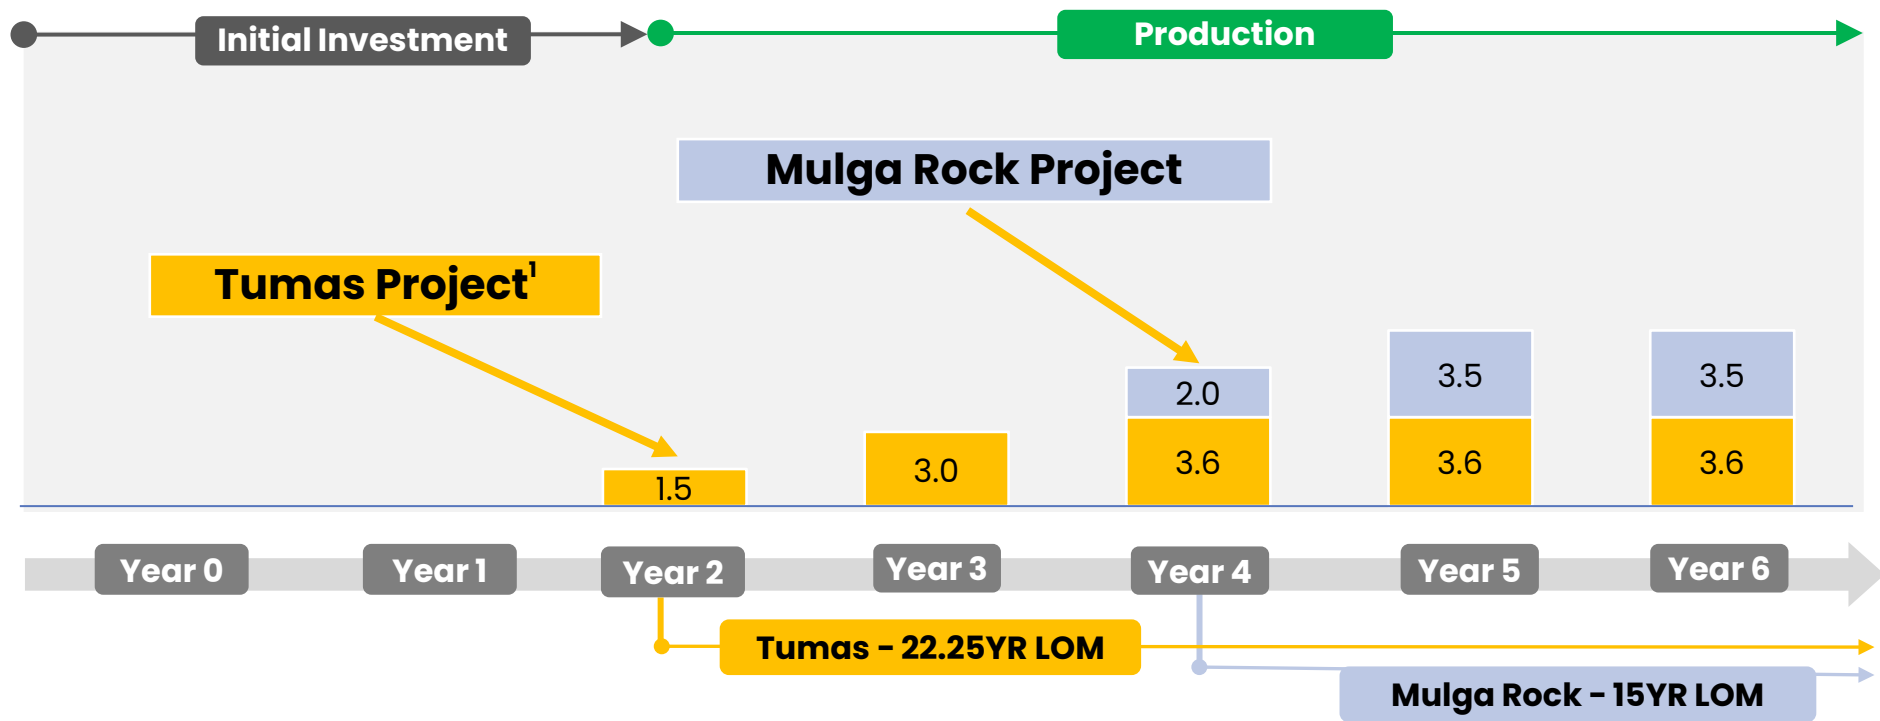 Initial Investment
Production
Mulga Rock Project
Tumas Project¹
2.0
3.5
3.5
1.5
3.0
3.6
3.6
3.6
Year 0
Year 1
Year 2
Year 3
Year 4
Year 5
Year 6
Tumas - 22.25YR LOM
Mulga Rock - 15YR LOM